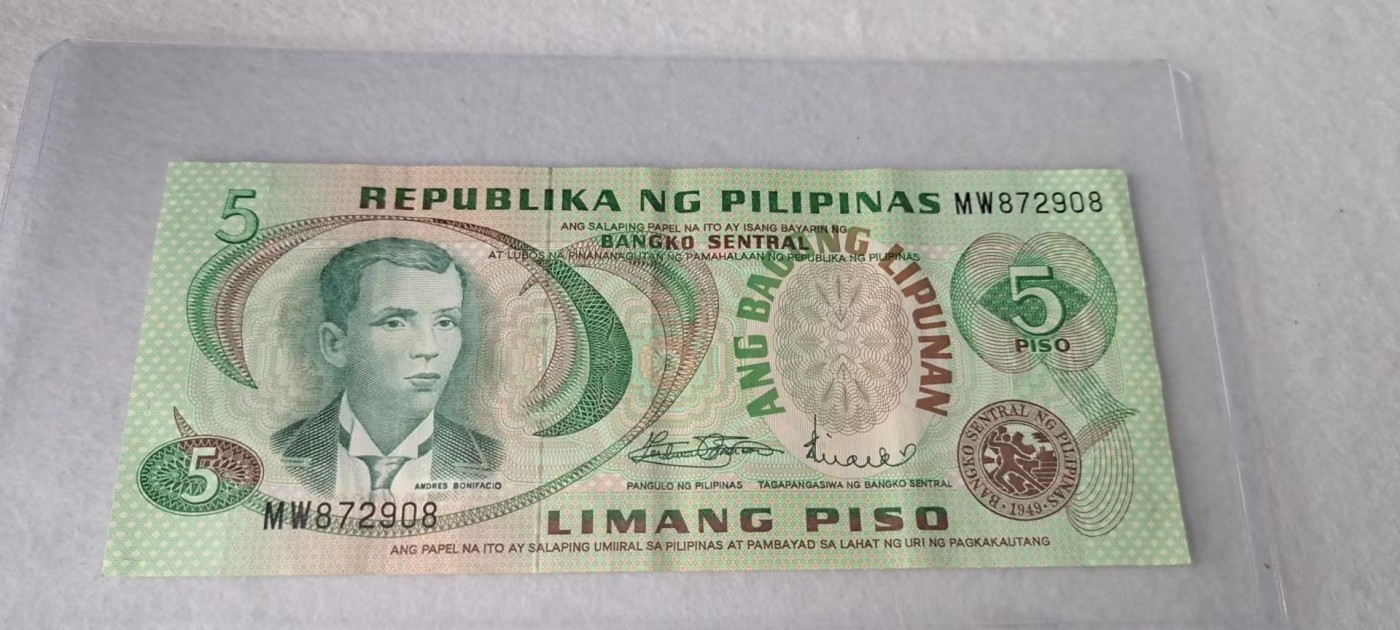 5
REPUBLIKA NG PILIPINAS MW872908
ANG SALAPING PAPEL NA ITO AY ISANG BAYARIN NG
BANGKO SENTRAL
AT LUBOS NA PINANANAGUTAN NG PAMAHALAAN NG REPUBLIKA NG PILIPINAS
ANG BAGONG LIPUNAN
5
PISO
BANGKO SENTRAL NG PILIPINAS
1949
ANDRES BONIFACIO
PANGULO NG PILIPINAS TAGAPANGASIWA NG BANGKO SENTRAL
5
MW872908
LIMANG PISO
ANG PAPEL NA ITO AY SALAPING UMIIRAL SA PILIPINAS AT PAMBAYAD SA LAHAT NG URI NG PAGKAKAUTANG